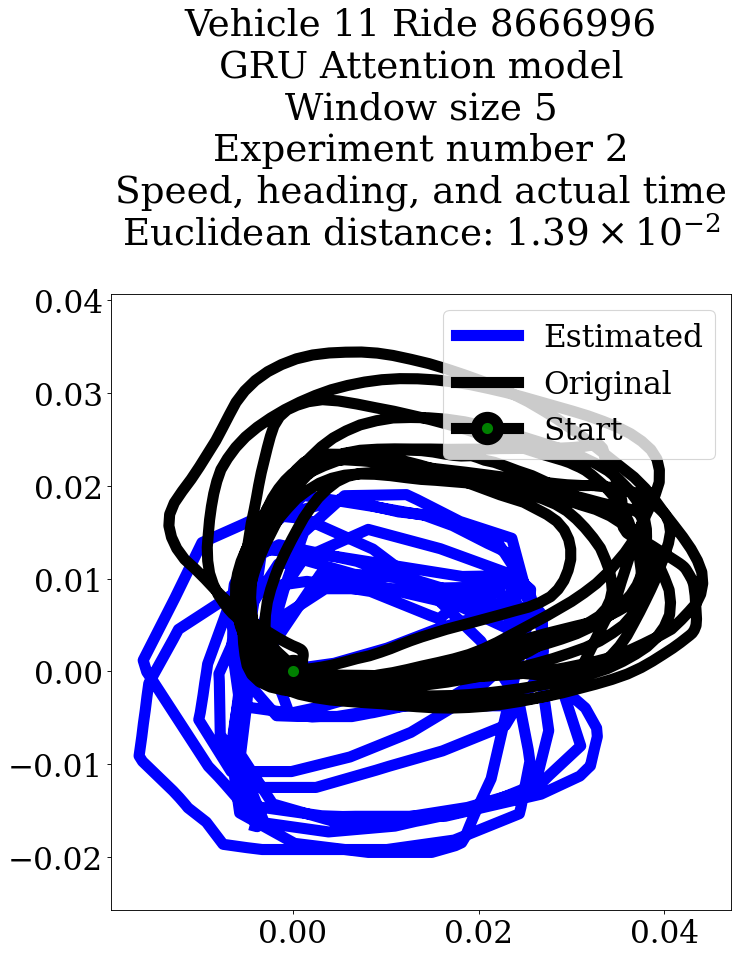 Vehicle 11 Ride 8666996
GRU Attention model
Window size 5
Experiment number 2
Speed, heading, and actual time
Euclidean distance: 1.39 × 10⁻²
0.04
0.03
0.02
0.01
0.00
−0.01
−0.02
Estimated
Original
Start
0.00
0.02
0.04